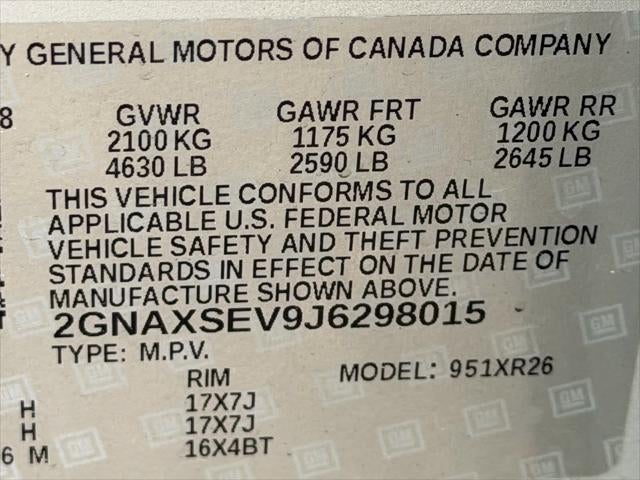 Y GENERAL MOTORS OF CANADA COMPANY
8 GVWR GAWR FRT GAWR RR
2100 KG 1175 KG 1200 KG
4630 LB 2590 LB 2645 LB
THIS VEHICLE CONFORMS TO ALL
APPLICABLE U.S. FEDERAL MOTOR
VEHICLE SAFETY AND THEFT PREVENTION
STANDARDS IN EFFECT ON THE DATE OF
MANUFACTURE SHOWN ABOVE.
2GNAXSEV9J6298015
TYPE: M.P.V. MODEL: 951XR26
RIM
H 17X7J
H 17X7J
6 M 16X4BT